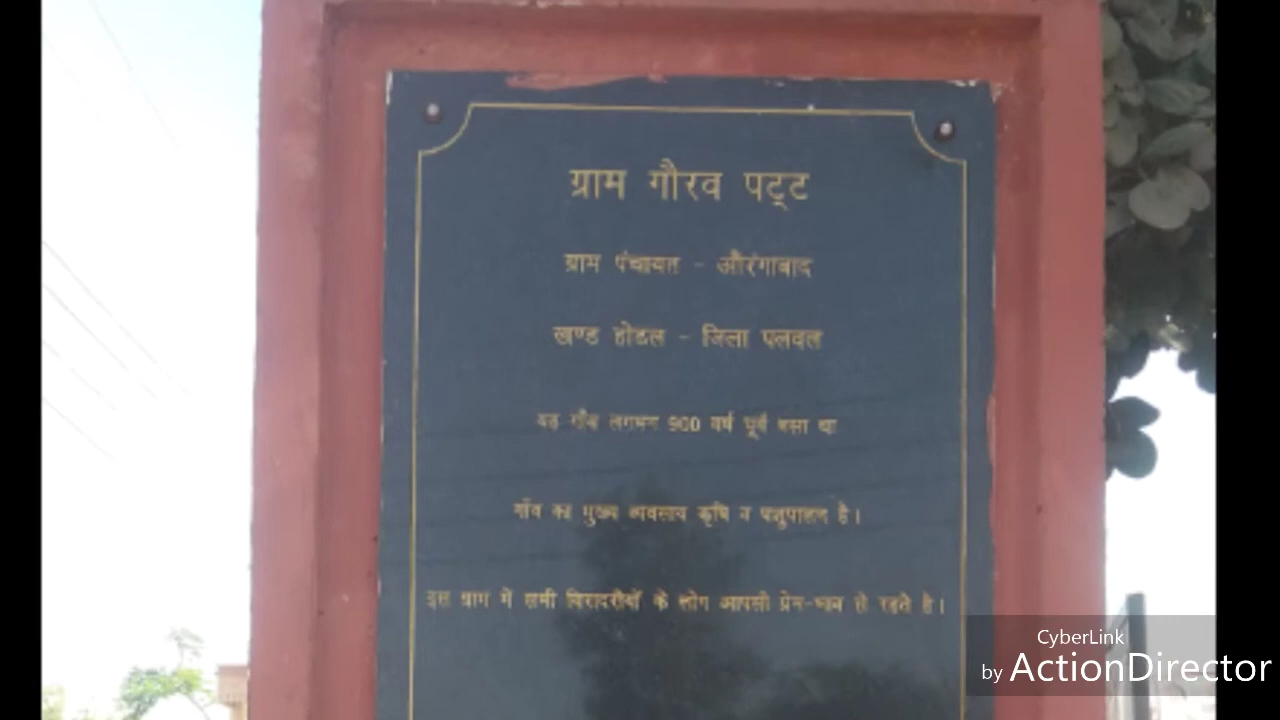 ग्राम गौरव पट्ट
ग्राम पंचायत - औरंगाबाद
खण्ड होडल - जिला पलवल
यह गाँव लगभग 900 वर्ष पूर्व बसा था
गाँव का मुख्य व्यवसाय कृषि व पशुपालन है।
इस ग्राम में सभी बिरादरीयों के लोग आपसी प्रेम-भाव से रहते है।
CyberLink
by ActionDirector